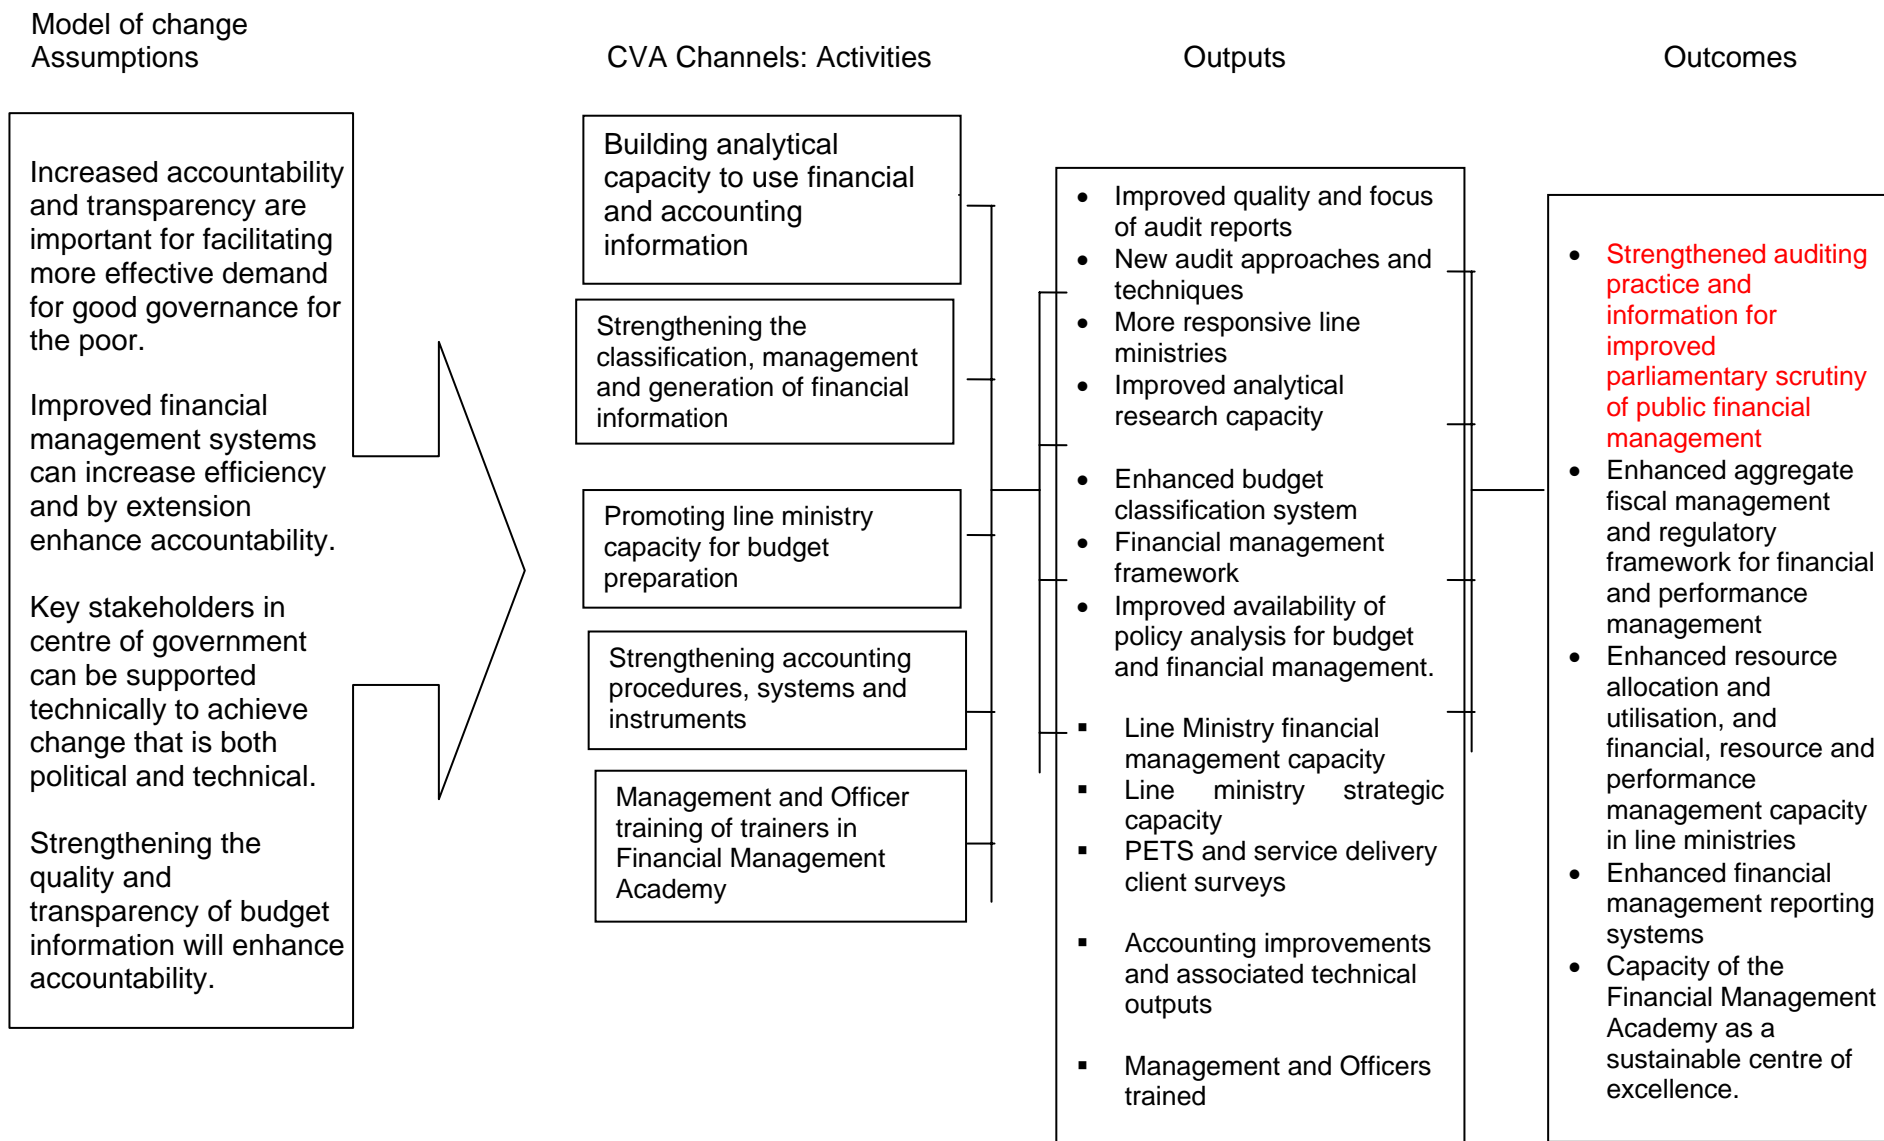 Model of change
Assumptions
CVA Channels: Activities
Outputs
Outcomes
Increased accountability
and transparency are
important for facilitating
more effective demand
for good governance for
the poor.
Improved financial
management systems
can increase efficiency
and by extension
enhance accountability.
Key stakeholders in
centre of government
can be supported
technically to achieve
change that is both
political and technical.
Strengthening the
quality and
transparency of budget
information will enhance
accountability.
Building analytical
capacity to use financial
and accounting
information
Strengthening the
classification, management
and generation of financial
information
Promoting line ministry
capacity for budget
preparation
Strengthening accounting
procedures, systems and
instruments
Management and Officer
training of trainers in
Financial Management
Academy
• Improved quality and focus
of audit reports
• New audit approaches and
techniques
• More responsive line
ministries
• Improved analytical
research capacity
• Enhanced budget
classification system
• Financial management
framework
• Improved availability of
policy analysis for budget
and financial management.
▪ Line Ministry financial
management capacity
▪ Line ministry strategic
capacity
▪ PETS and service delivery
client surveys
▪ Accounting improvements
and associated technical
outputs
▪ Management and Officers
trained
• Strengthened auditing
practice and
information for
improved
parliamentary scrutiny
of public financial
management
• Enhanced aggregate
fiscal management
and regulatory
framework for financial
and performance
management
• Enhanced resource
allocation and
utilisation, and
financial, resource and
performance
management capacity
in line ministries
• Enhanced financial
management reporting
systems
• Capacity of the
Financial Management
Academy as a
sustainable centre of
excellence.